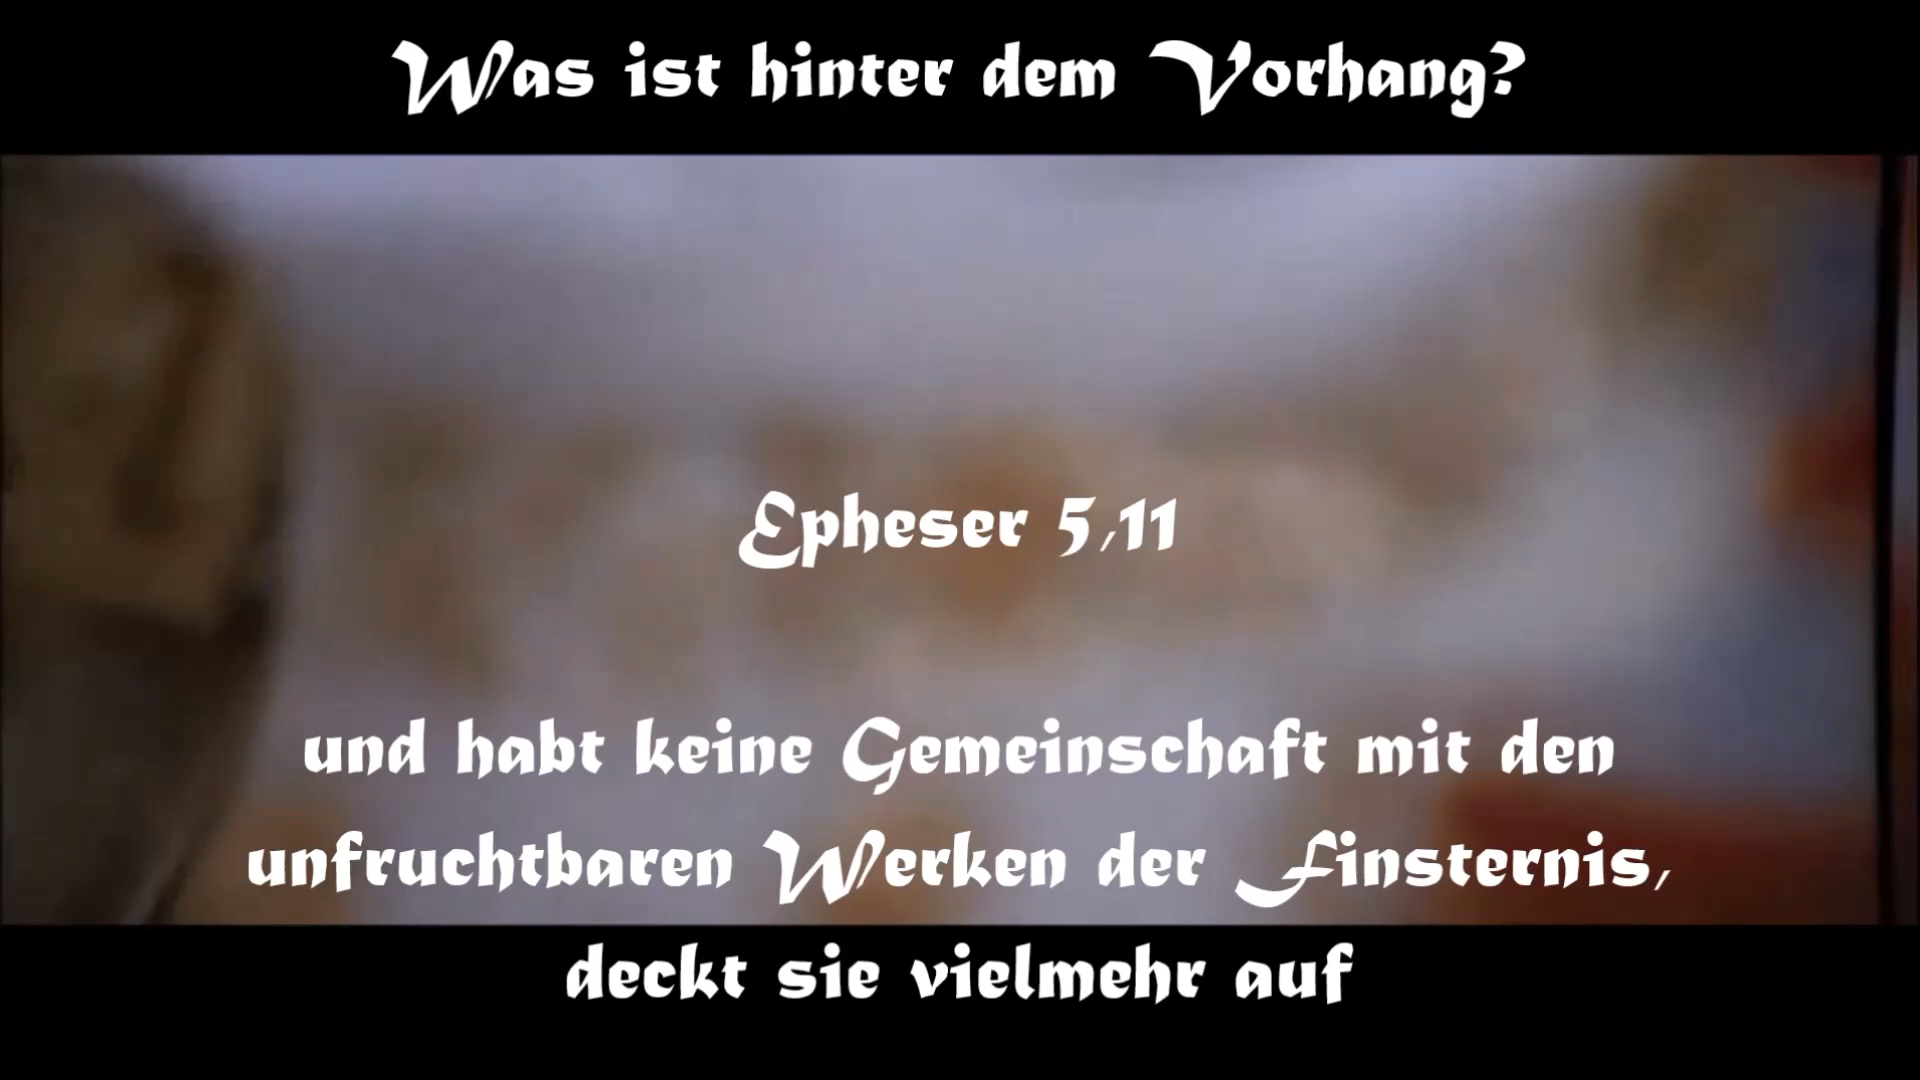 Was ist hinter dem Vorhang?
Epheser 5,11
und habt keine Gemeinschaft mit den
unfruchtbaren Werken der Finsternis,
deckt sie vielmehr auf